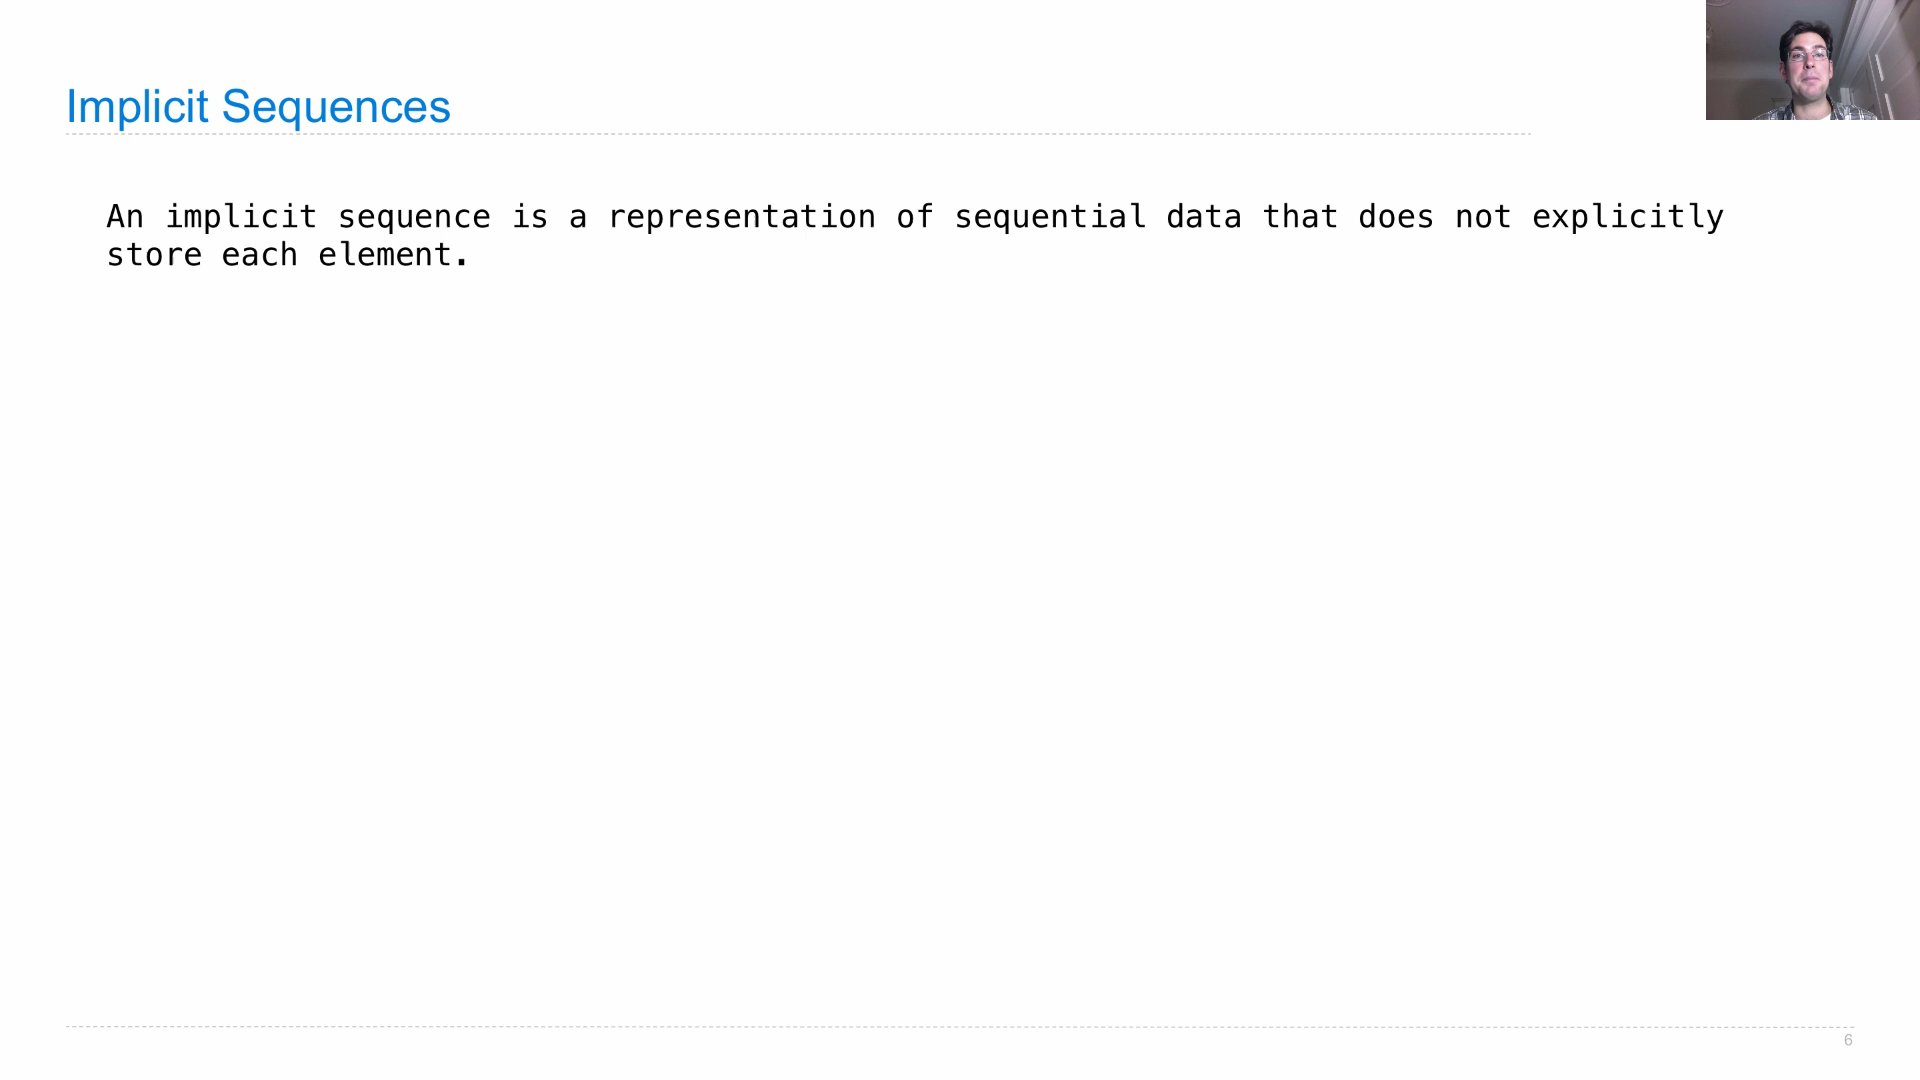 Implicit Sequences
An implicit sequence is a representation of sequential data that does not explicitly
store each element.
6